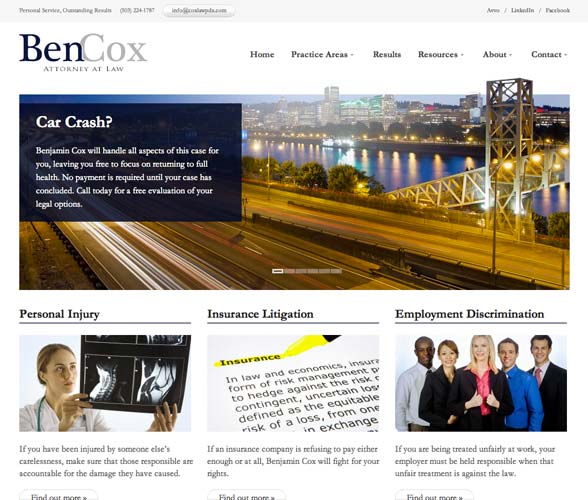 Personal Service, Outstanding Results (503) 224-1787 info@coxlawpdx.com Avvo / LinkedIn / Facebook
BenCox
ATTORNEY AT LAW
Home Practice Areas Results Resources About Contact
Car Crash?
Benjamin Cox will handle all aspects of this case for
you, leaving you free to focus on returning to full
health. No payment is required until your case has
concluded. Call today for a free evaluation of your
legal options.
Personal Injury
Insurance Litigation
Employment Discrimination
Insurance
In law and economics, insura
form of risk management p
to hedge against the risk
contingent, uncertain los
defined as the equitable
of a loss, from one
in exchange
If you have been injured by someone else's
carelessness, make sure that those responsible are
accountable for the damage they have caused.
Find out more »
If an insurance company is refusing to pay either
enough or at all, Benjamin Cox will fight for your
rights.
Find out more »
If you are being treated unfairly at work, your
employer must be held responsible when that
unfair treatment is against the law.
Find out more »